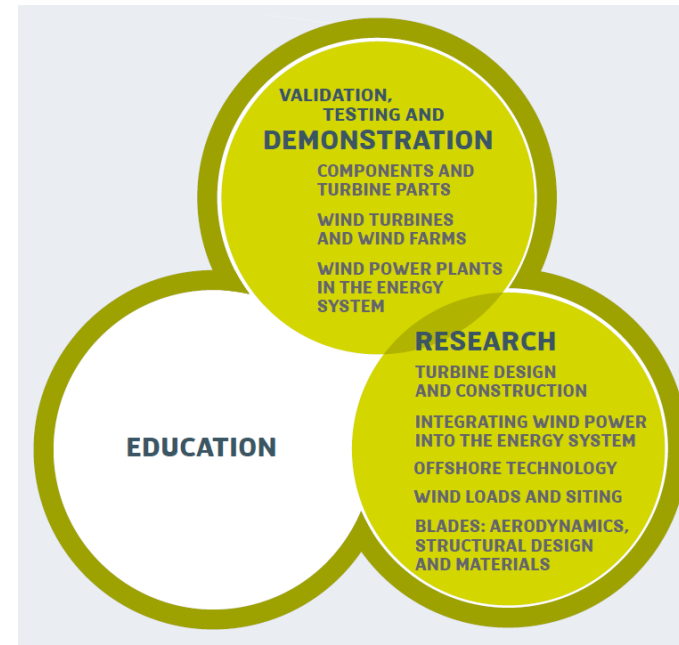 VALIDATION,
TESTING AND
DEMONSTRATION
COMPONENTS AND
TURBINE PARTS
WIND TURBINES
AND WIND FARMS
WIND POWER PLANTS
IN THE ENERGY
SYSTEM
RESEARCH
TURBINE DESIGN
AND CONSTRUCTION
INTEGRATING WIND POWER
INTO THE ENERGY SYSTEM
OFFSHORE TECHNOLOGY
WIND LOADS AND SITING
BLADES: AERODYNAMICS,
STRUCTURAL DESIGN
AND MATERIALS
EDUCATION